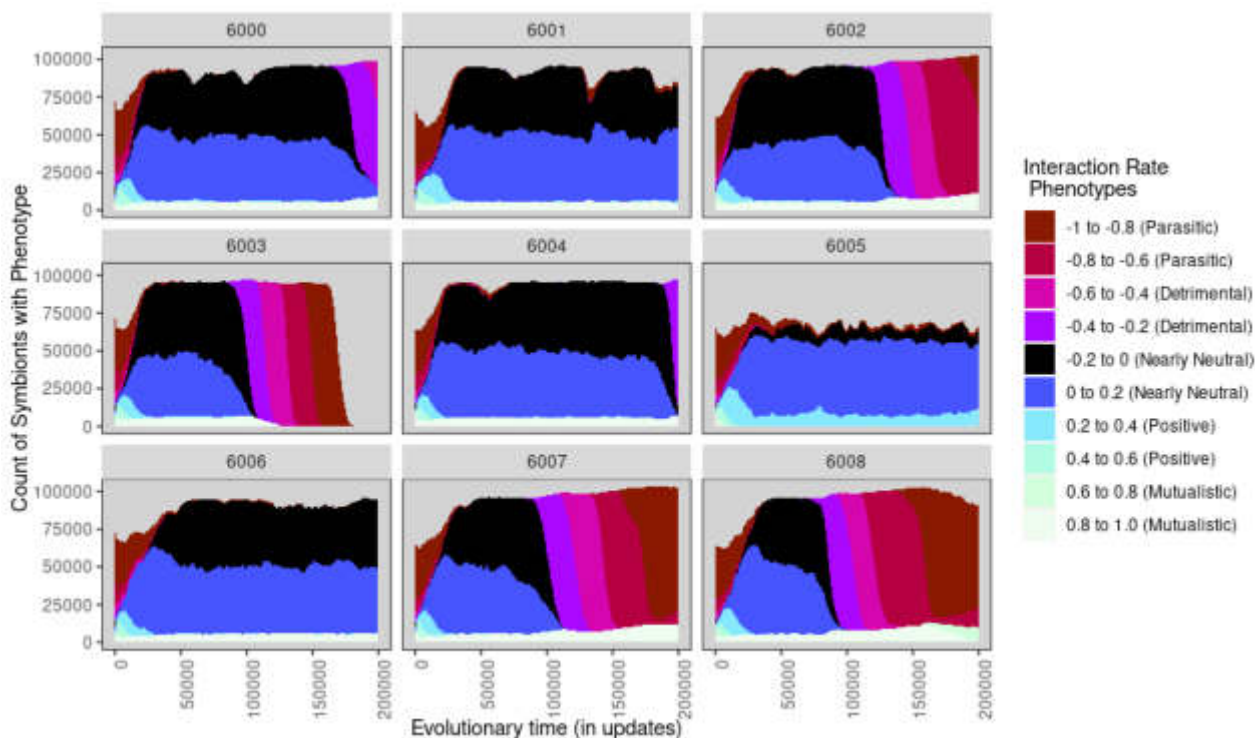 6000
6001
6002
100000
75000
50000
25000
0
6003
6004
6005
100000
75000
50000
25000
0
6006
6007
6008
100000
75000
50000
25000
0
0
50000
100000
150000
200000
0
50000
100000
150000
200000
0
50000
100000
150000
200000
Count of Symbionts with Phenotype
Evolutionary time (in updates)
Interaction Rate
Phenotypes
-1 to -0.8 (Parasitic)
-0.8 to -0.6 (Parasitic)
-0.6 to -0.4 (Detrimental)
-0.4 to -0.2 (Detrimental)
-0.2 to 0 (Nearly Neutral)
0 to 0.2 (Nearly Neutral)
0.2 to 0.4 (Positive)
0.4 to 0.6 (Positive)
0.6 to 0.8 (Mutualistic)
0.8 to 1.0 (Mutualistic)